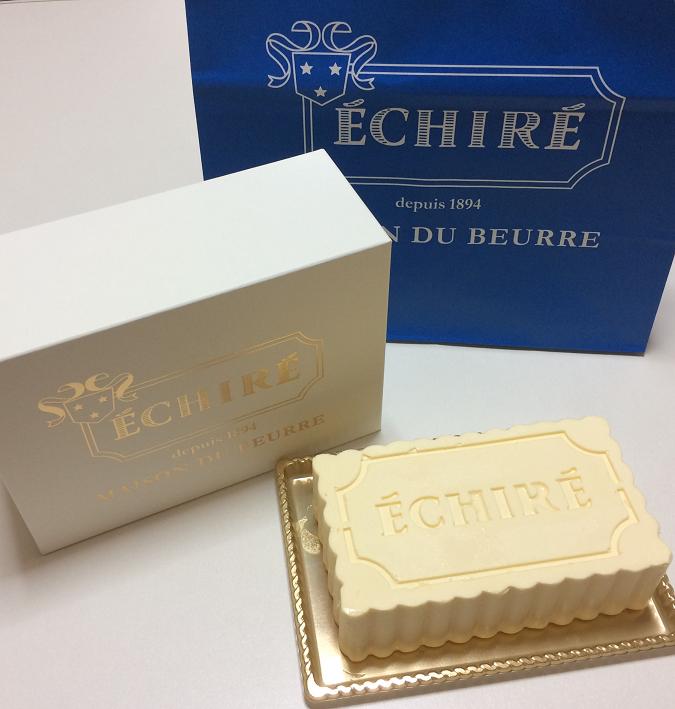 ÉCHIRÉ
depuis 1894
N DU BEURRE
ÉCHIRÉ
depuis 1894
MAISON DU BEURRE
ÉCHIRÉ